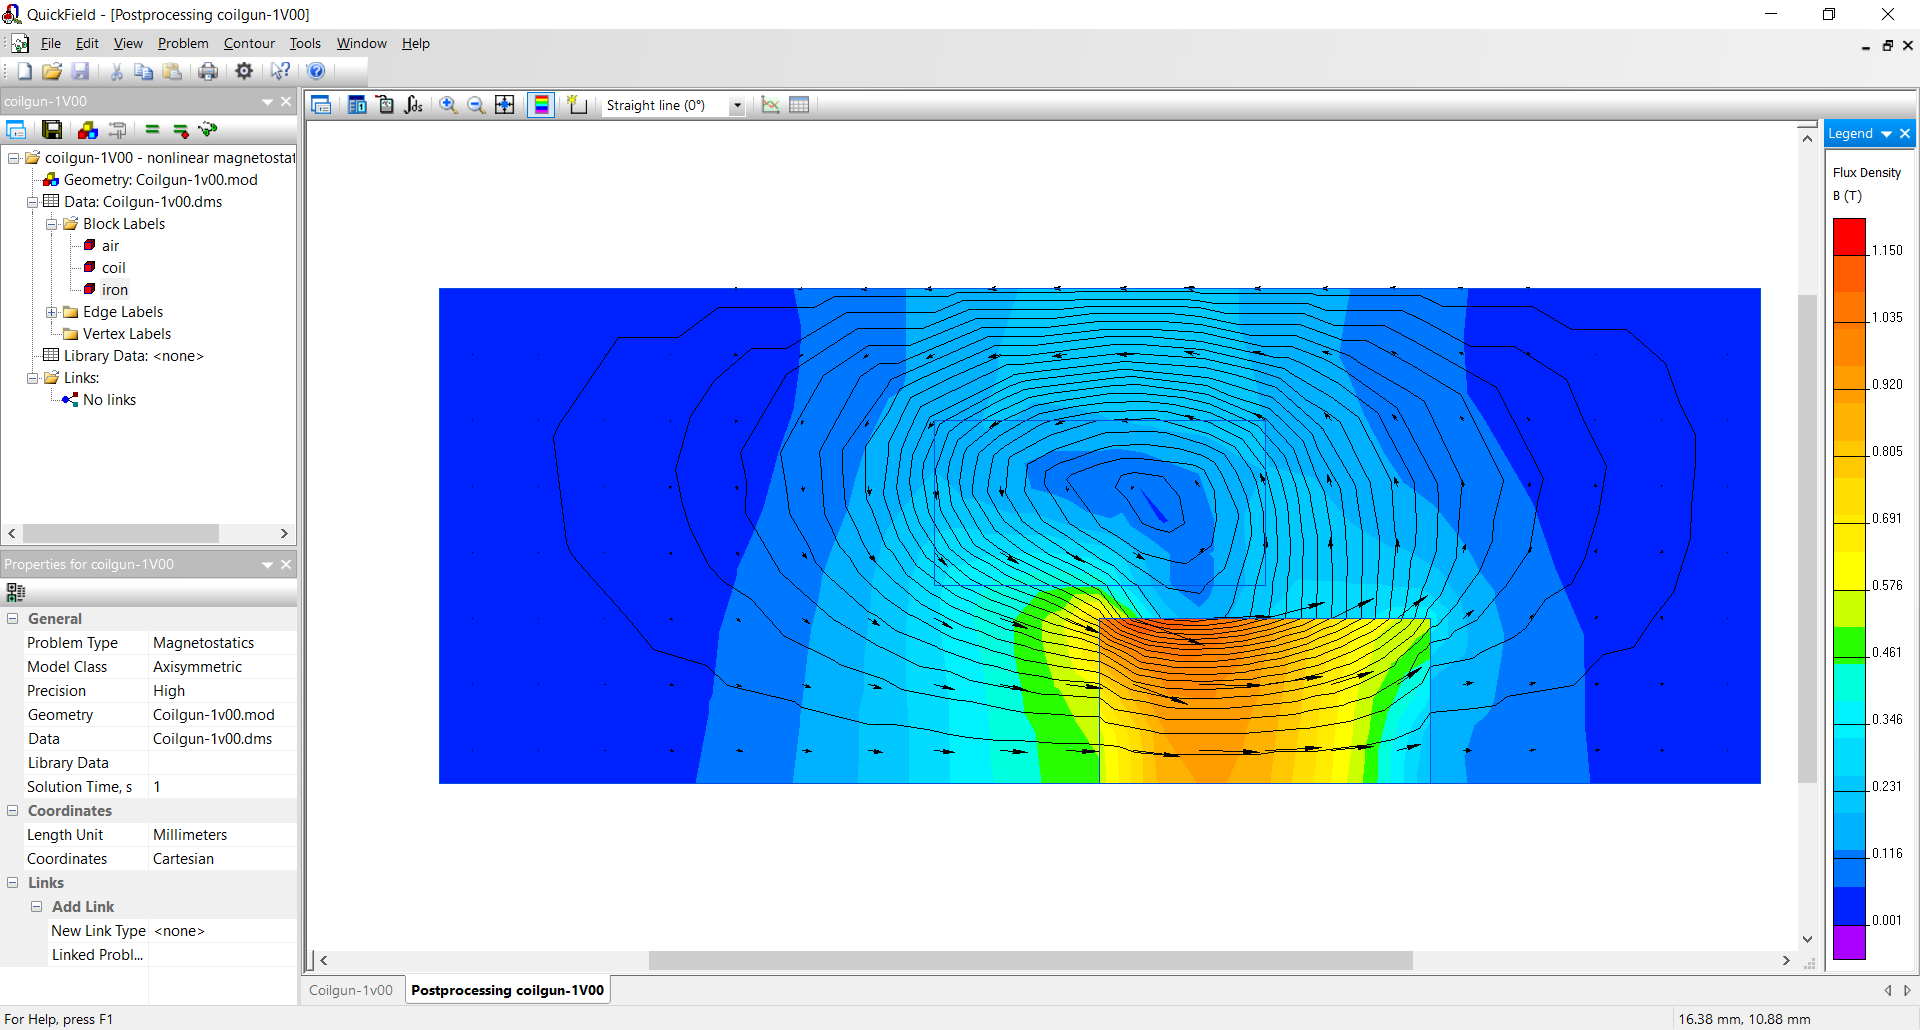 QuickField - [Postprocessing coilgun-1V00]
File Edit View Problem Contour Tools Window Help
coilgun-1V00
Straight line (0°)
coilgun-1V00 - nonlinear magnetostat
Geometry: Coilgun-1v00.mod
Data: Coilgun-1v00.dms
Block Labels
air
coil
iron
Edge Labels
Vertex Labels
Library Data: <none>
Links:
No links
Properties for coilgun-1V00
General
Problem Type Magnetostatics
Model Class Axisymmetric
Precision High
Geometry Coilgun-1v00.mod
Data Coilgun-1v00.dms
Library Data
Solution Time, s 1
Coordinates
Length Unit Millimeters
Coordinates Cartesian
Links
Add Link
New Link Type <none>
Linked Probl...
Legend
Flux Density
B (T)
1.150
1.035
0.920
0.805
0.691
0.576
0.461
0.346
0.231
0.116
0.001
Coilgun-1v00 Postprocessing coilgun-1V00
For Help, press F1
16.38 mm, 10.88 mm